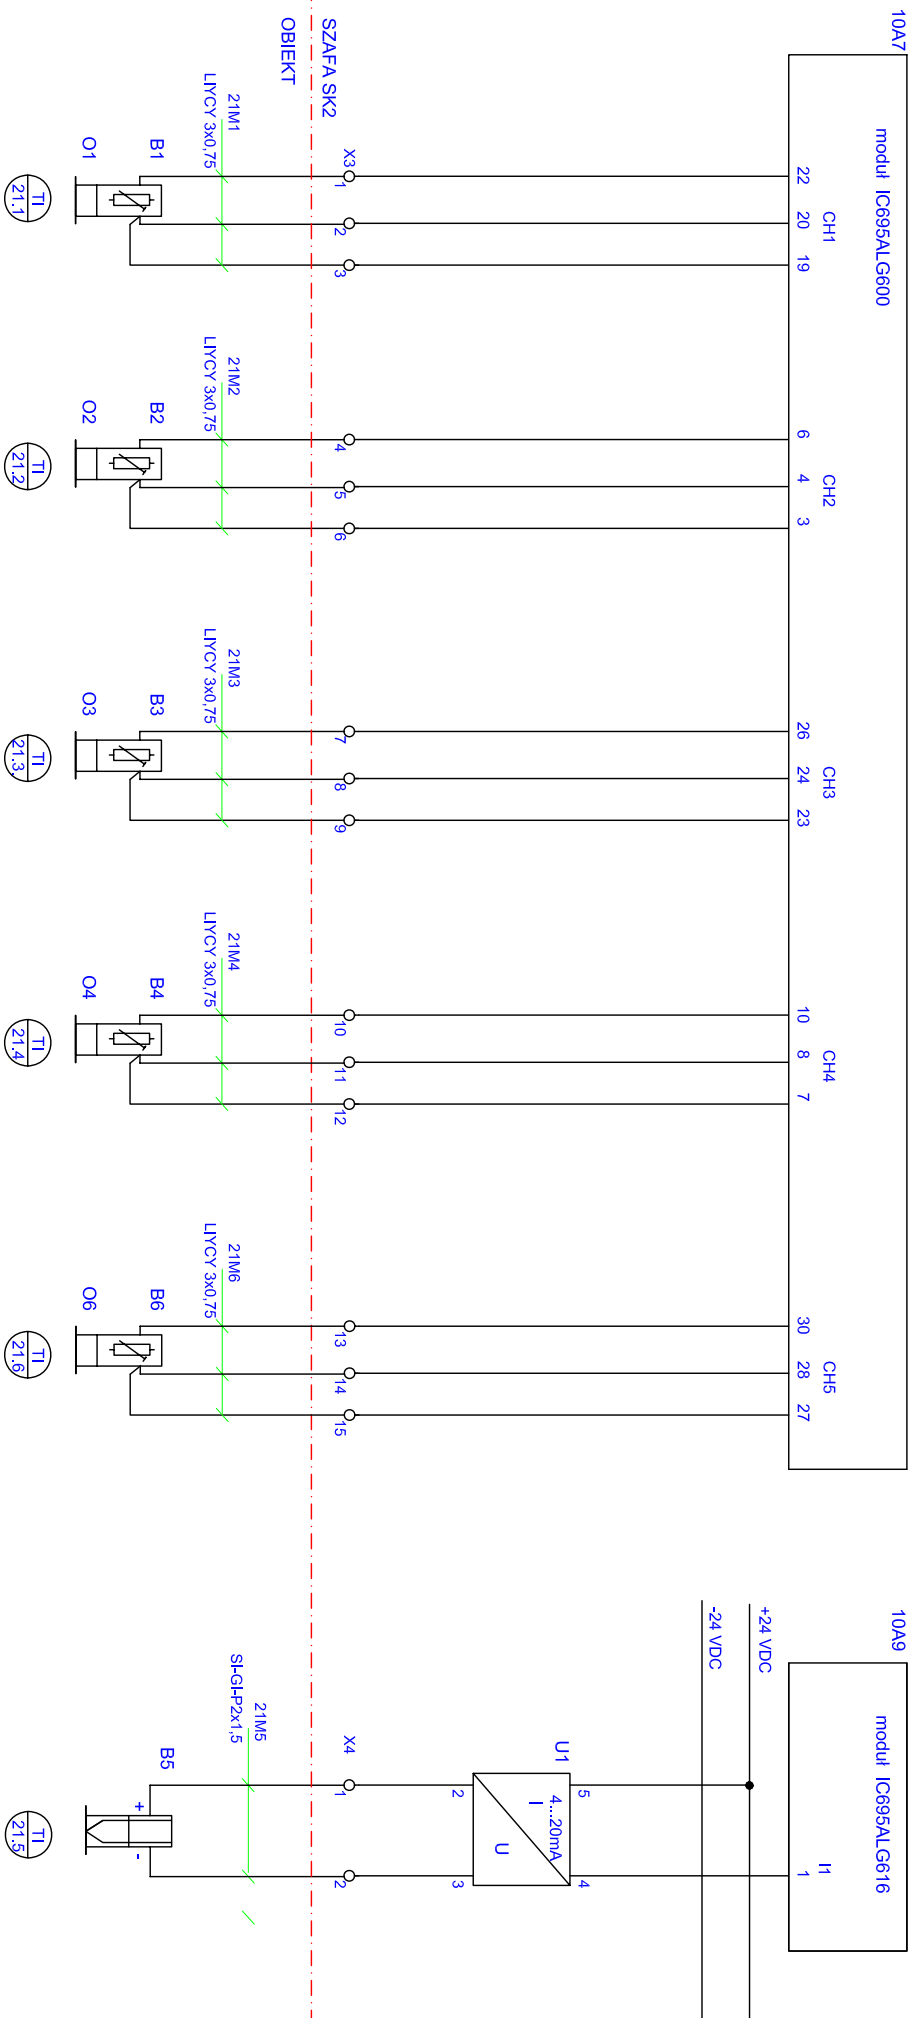 10A7
moduł IC695ALG600
22 20 19
CH1
6 4 3
CH2
26 24 23
CH3
10 8 7
CH4
30 28 27
CH5
10A9
moduł IC695ALG616
I1
1
+24 VDC
-24 VDC
U1
5 4
4...20mA
I
U
2 3
X3
1 2 3
4 5 6
7 8 9
10 11 12
13 14 15
X4
1 2
SZAFA SK2
OBIEKT
21M1
LIYCY 3x0,75
21M2
LIYCY 3x0,75
21M3
LIYCY 3x0,75
21M4
LIYCY 3x0,75
21M6
LIYCY 3x0,75
21M5
SI-GI-P2x1,5
B1
O1
B2
O2
B3
O3
B4
O4
B6
O6
B5
+ -
TI
21.1
TI
21.2
TI
21.3.
TI
21.4
TI
21.6
TI
21.5